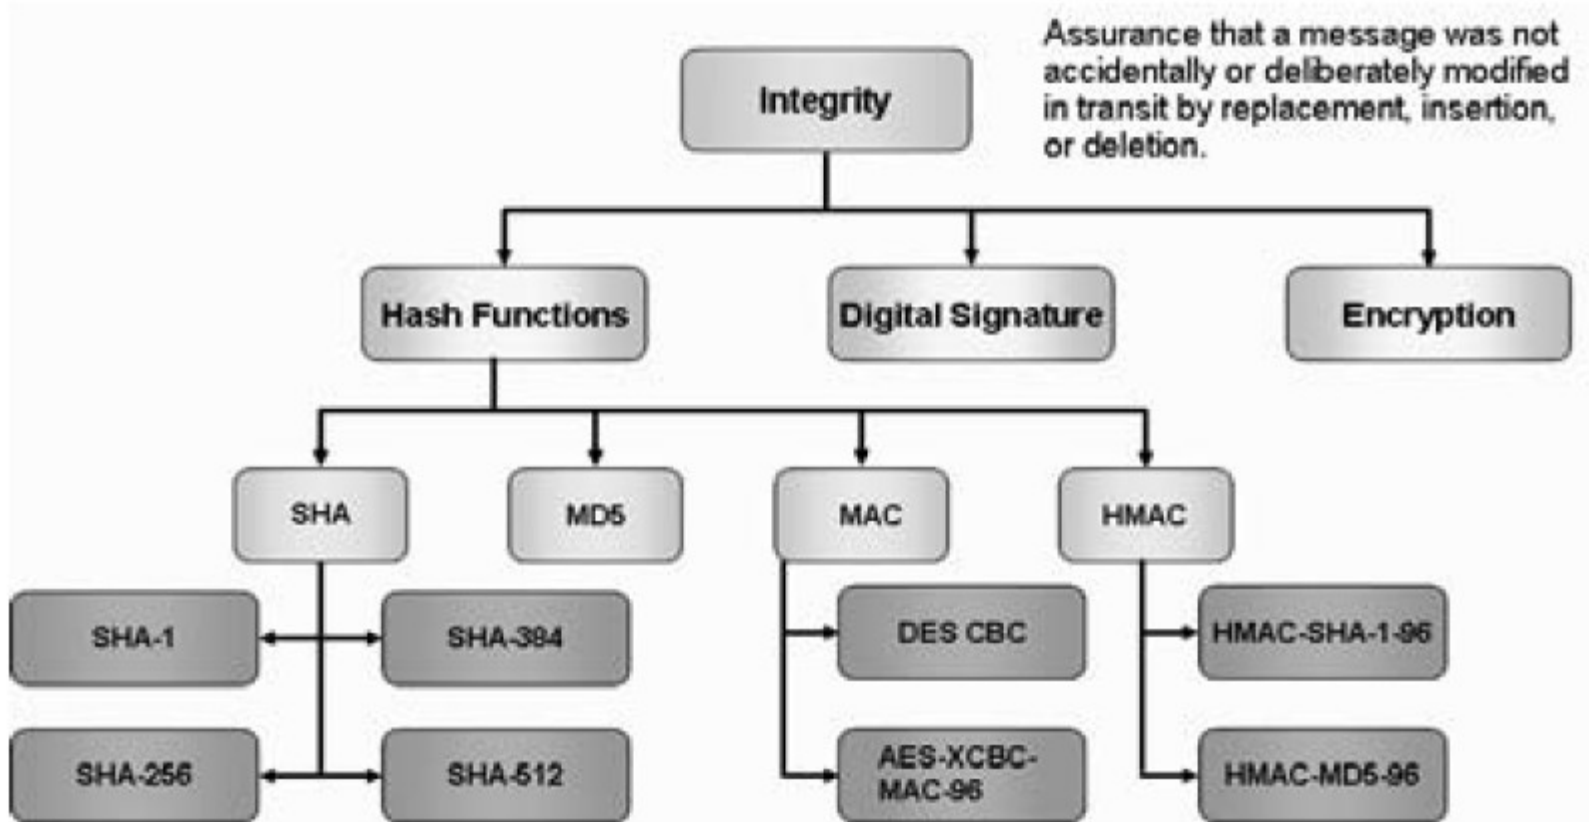 Integrity
Assurance that a message was not
accidentally or deliberately modified
in transit by replacement, insertion,
or deletion.
Hash Functions
Digital Signature
Encryption
SHA
MD5
MAC
HMAC
SHA-1
SHA-384
DES CBC
HMAC-SHA-1-96
SHA-256
SHA-512
AES-XCBC-
MAC-96
HMAC-MD5-96